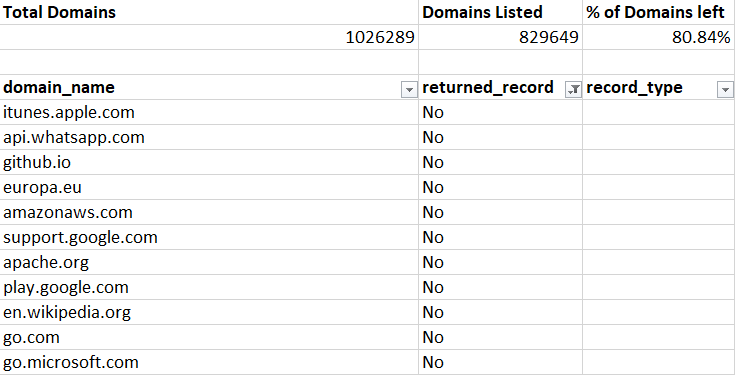 Total Domains Domains Listed % of Domains left
1026289 829649 80.84%
domain_name returned_record record_type
itunes.apple.com No
api.whatsapp.com No
github.io No
europa.eu No
amazonaws.com No
support.google.com No
apache.org No
play.google.com No
en.wikipedia.org No
go.com No
go.microsoft.com No